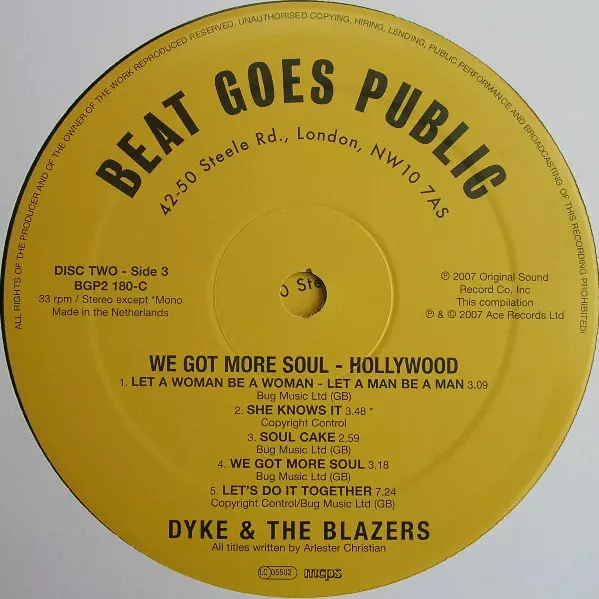 ALL RIGHTS OF THE PRODUCER AND OF THE OWNER OF THE WORK REPRODUCED RESERVED. UNAUTHORISED COPYING, HIRING, LENDING, PUBLIC PERFORMANCE AND BROADCASTING OF THIS RECORDING PROHIBITED!
BEAT GOES PUBLIC
42-50 Steele Rd., London, NW10 7AS
DISC TWO - Side 3
BGP2 180-C
33 rpm / Stereo except *Mono
Made in the Netherlands
℗ 2007 Original Sound
Record Co, Inc
This compilation
℗ & © 2007 Ace Records Ltd
WE GOT MORE SOUL - HOLLYWOOD
1. LET A WOMAN BE A WOMAN - LET A MAN BE A MAN 3.09
Bug Music Ltd (GB)
2. SHE KNOWS IT 3.48 *
Copyright Control
3. SOUL CAKE 2.59
Bug Music Ltd (GB)
4. WE GOT MORE SOUL 3.18
Bug Music Ltd (GB)
5. LET'S DO IT TOGETHER 7.24
Copyright Control/Bug Music Ltd (GB)
DYKE & THE BLAZERS
All titles written by Arlester Christian
LC 05502 mcps